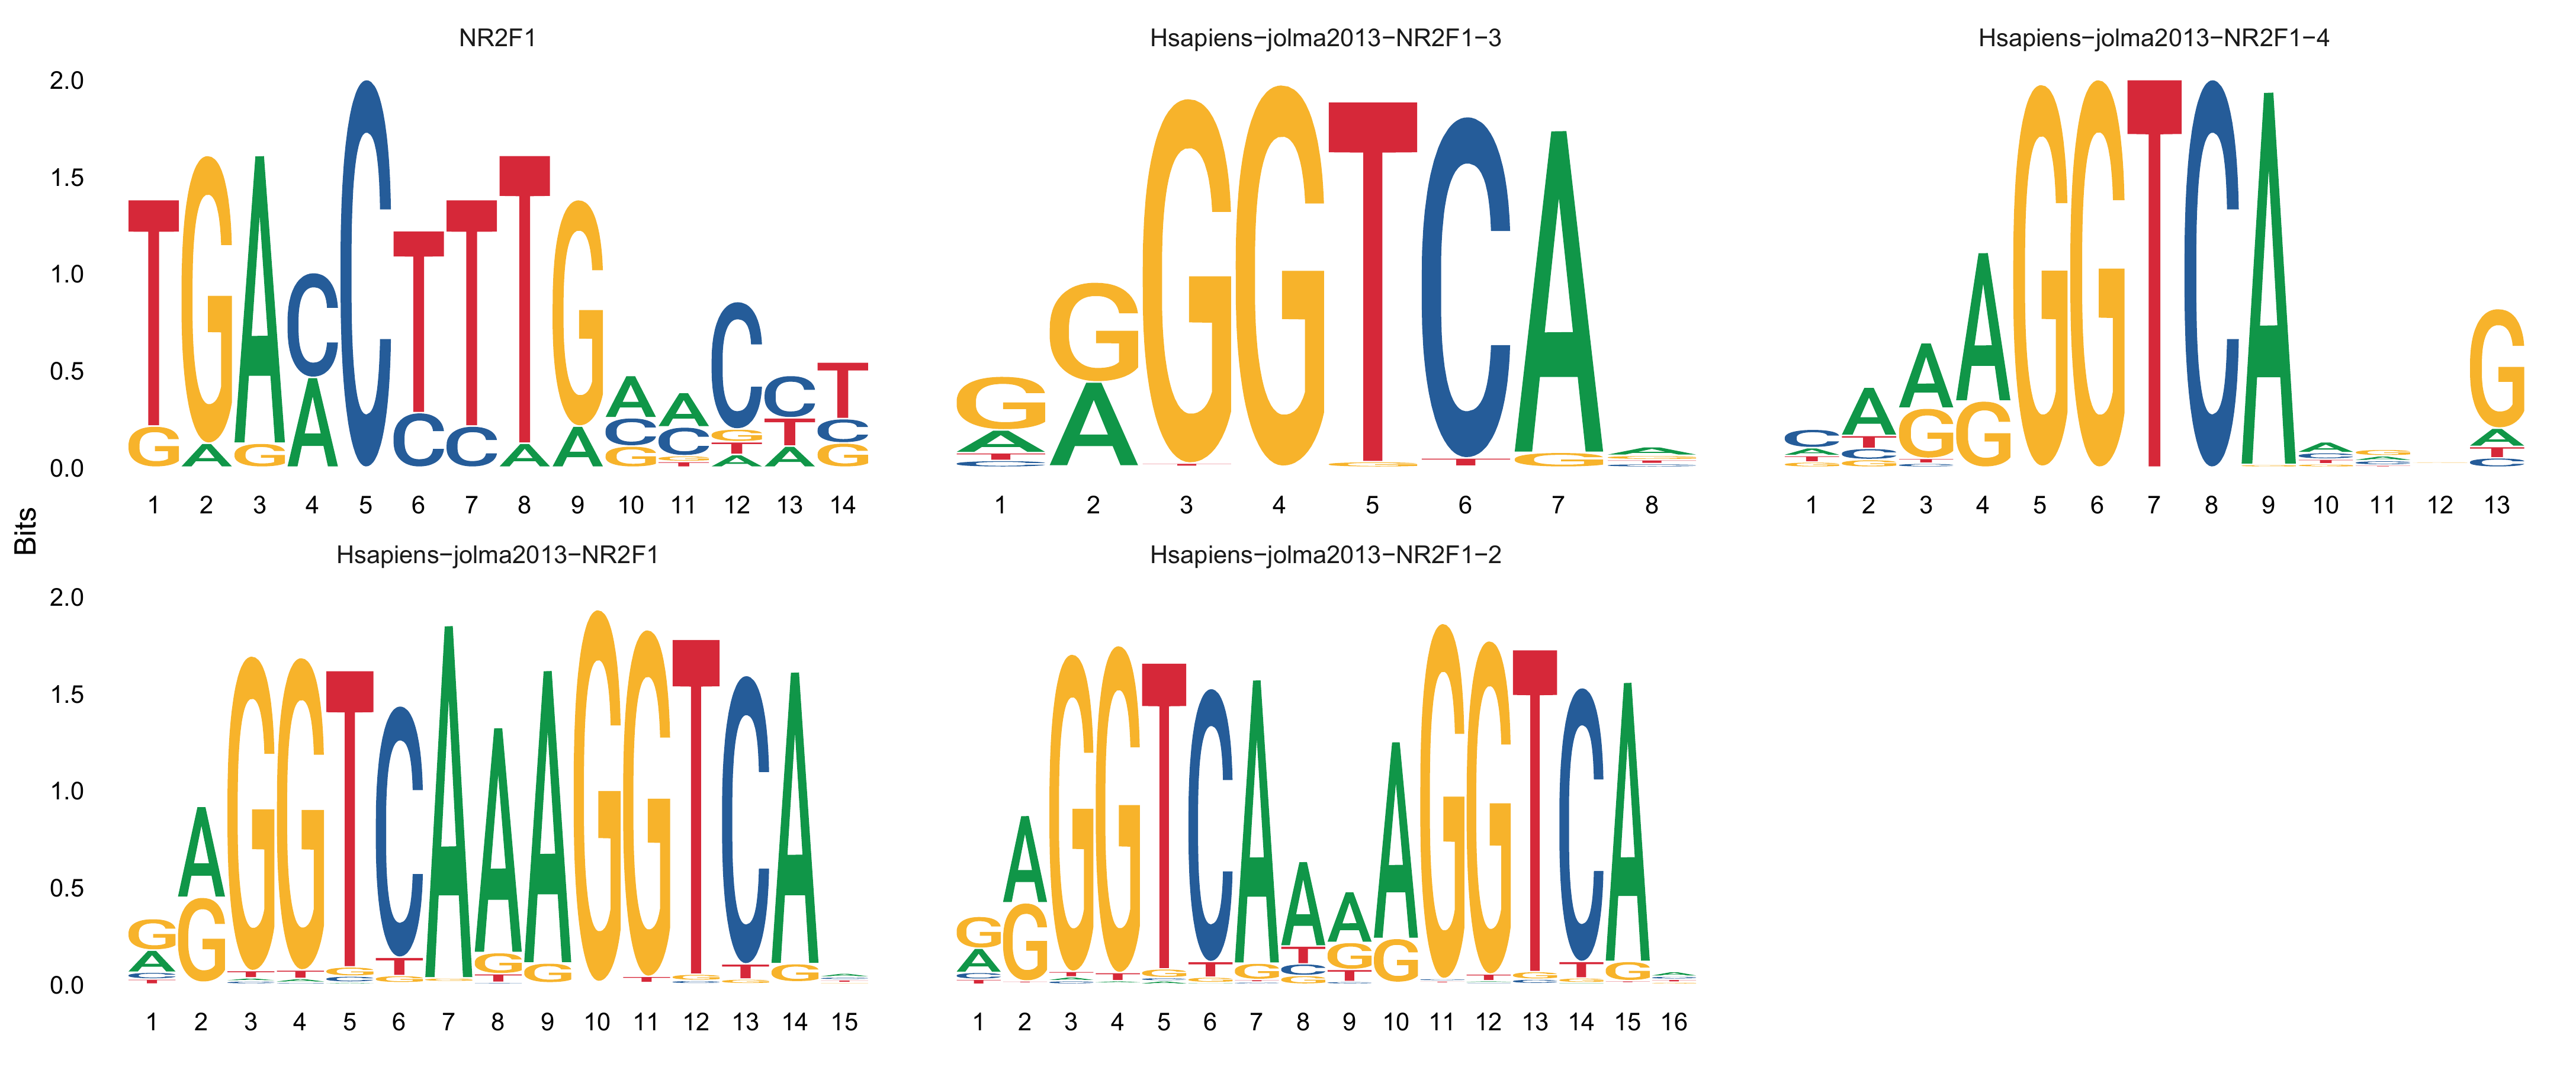 NR2F1 Hsapiens−jolma2013−NR2F1−3 Hsapiens−jolma2013−NR2F1−4
2.0
1.5
1.0
0.5
0.0
1 2 3 4 5 6 7 8 9 10 11 12 13 14
1 2 3 4 5 6 7 8
1 2 3 4 5 6 7 8 9 10 11 12 13
Bits
Hsapiens−jolma2013−NR2F1 Hsapiens−jolma2013−NR2F1−2
2.0
1.5
1.0
0.5
0.0
1 2 3 4 5 6 7 8 9 10 11 12 13 14 15
1 2 3 4 5 6 7 8 9 10 11 12 13 14 15 16